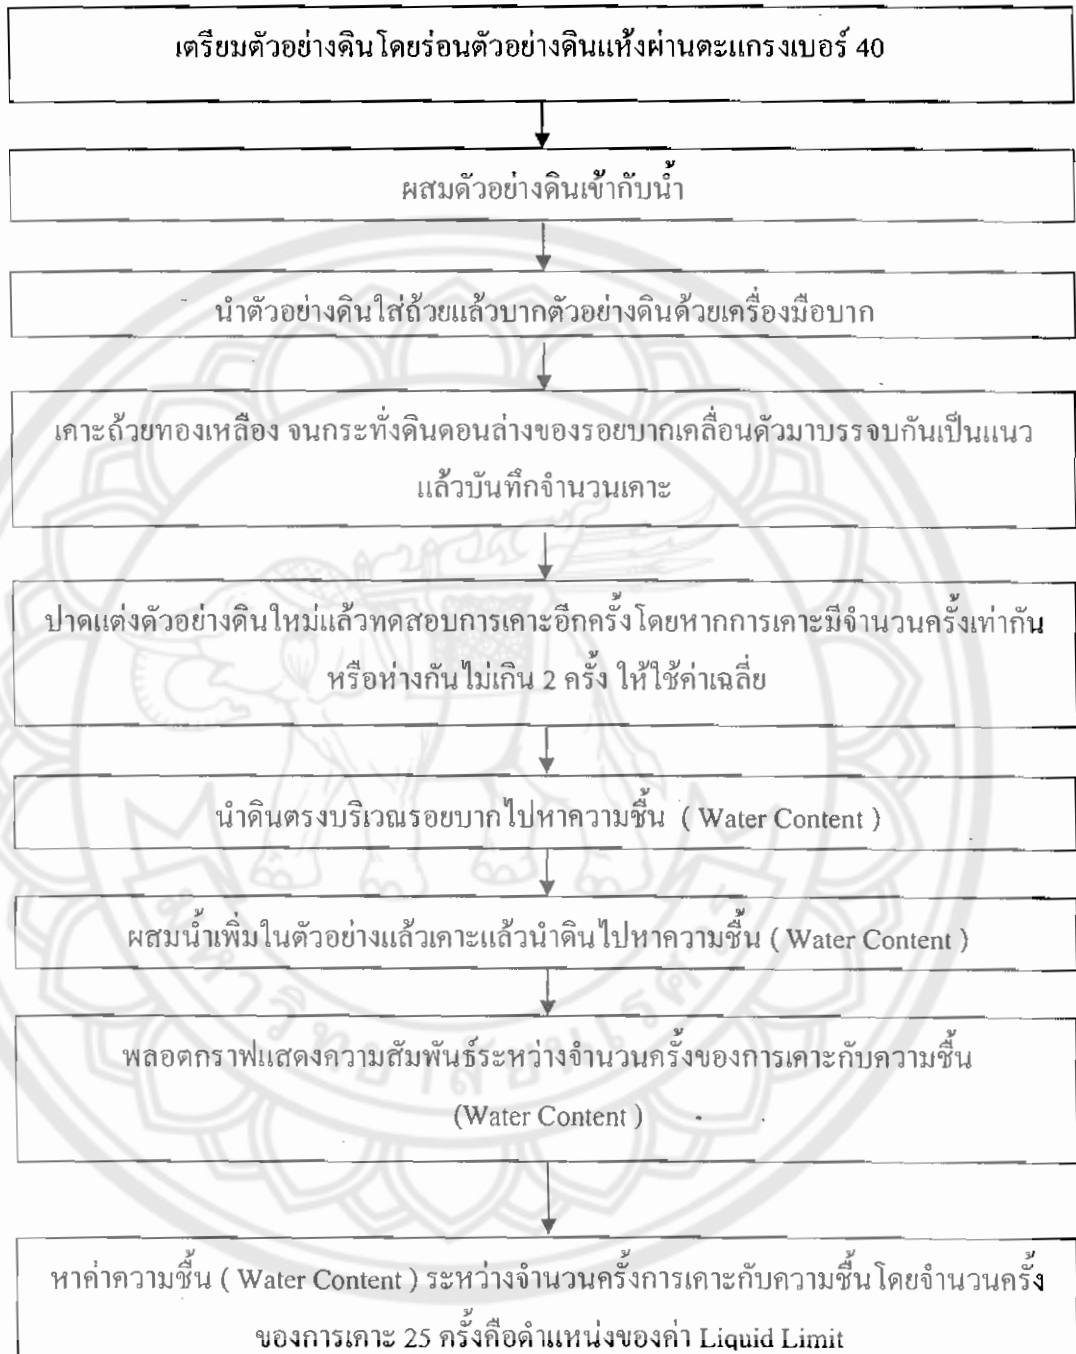 เตรียมตัวอย่างดินโดยร่อนตัวอย่างดินแห้งผ่านตะแกรงเบอร์ 40
ผสมตัวอย่างดินเข้ากับน้ำ
นำตัวอย่างดินใส่ถ้วยแล้วบากตัวอย่างดินด้วยเครื่องมือบาก
เคาะถ้วยทองเหลือง จนกระทั่งดินตอนล่างของรอยบากเคลื่อนตัวมาบรรจบกันเป็นแนว
แล้วบันทึกจำนวนเคาะ
ปาดแต่งตัวอย่างดินใหม่แล้วทดสอบการเคาะอีกครั้งโดยหากการเคาะมีจำนวนครั้งเท่ากัน
หรือห่างกันไม่เกิน 2 ครั้ง ให้ใช้ค่าเฉลี่ย
นำดินตรงบริเวณรอยบากไปหาความชื้น ( Water Content )
ผสมน้ำเพิ่มในตัวอย่างแล้วเคาะแล้วนำดินไปหาความชื้น ( Water Content )
พลอตกราฟแสดงความสัมพันธ์ระหว่างจำนวนครั้งของการเคาะกับความชื้น
(Water Content )
หาค่าความชื้น ( Water Content ) ระหว่างจำนวนครั้งการเคาะกับความชื้นโดยจำนวนครั้ง
ของการเคาะ 25 ครั้งคือตำแหน่งของค่า Liquid Limit
มหาวิทยาลัยนเรศวร